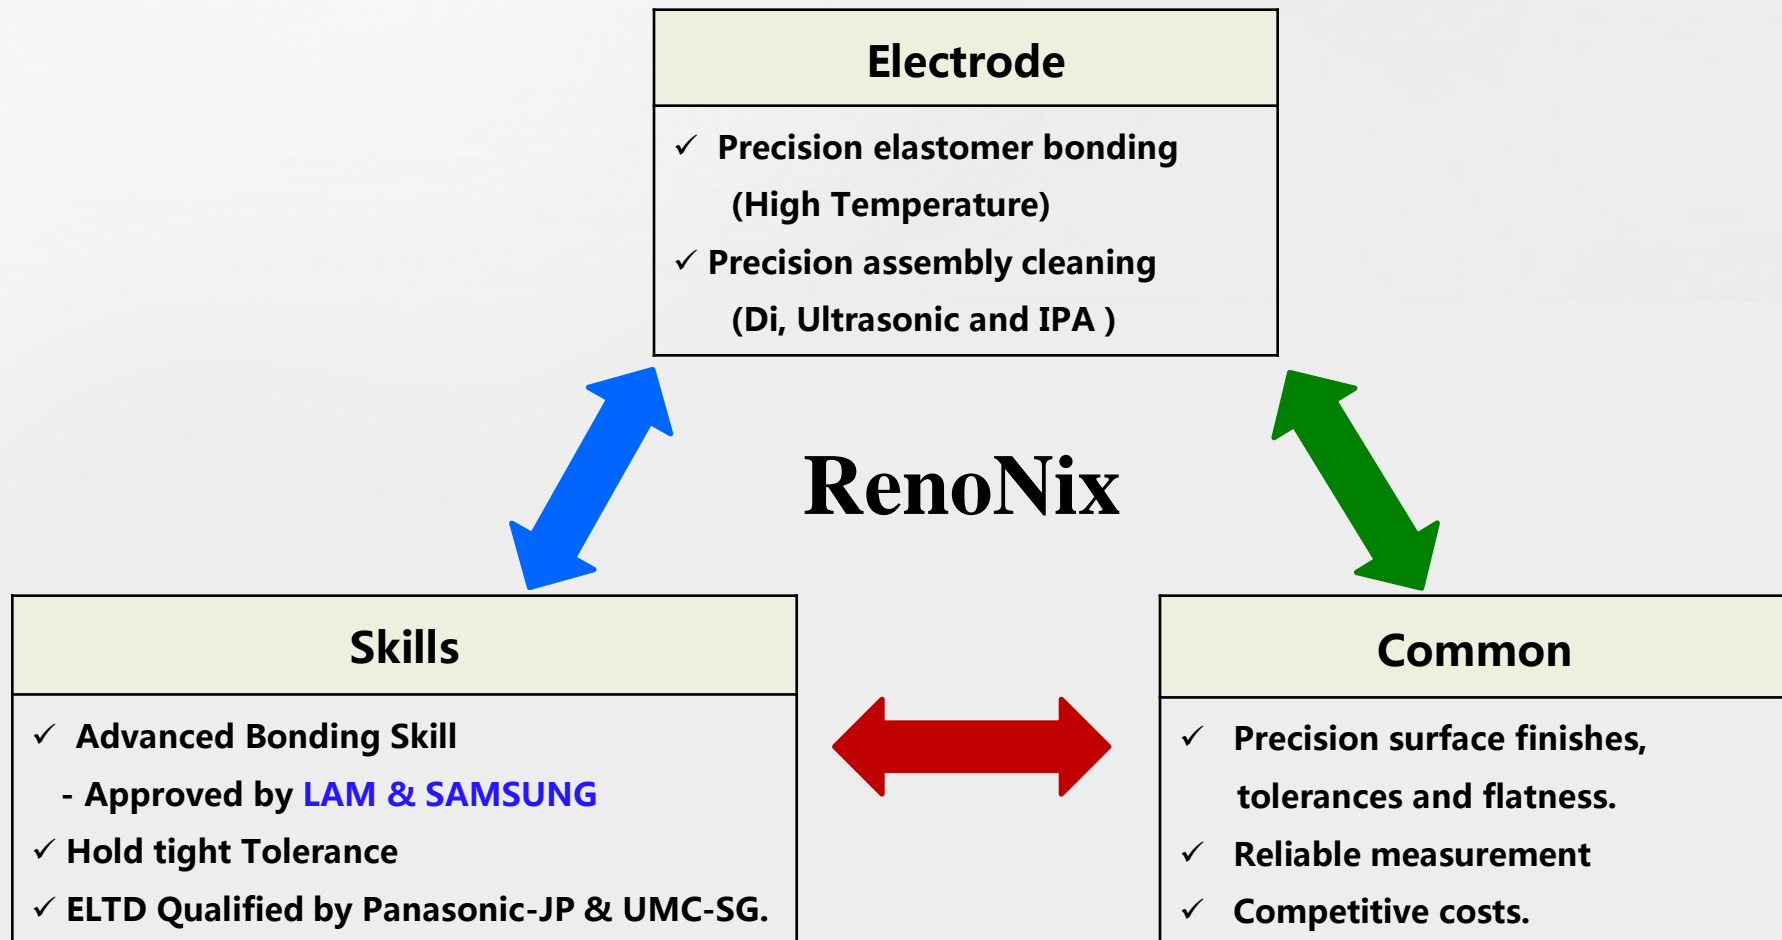 Electrode
✓ Precision elastomer bonding
(High Temperature)
✓ Precision assembly cleaning
(Di, Ultrasonic and IPA )
RenoNix
Skills
✓ Advanced Bonding Skill
- Approved by LAM & SAMSUNG
✓ Hold tight Tolerance
✓ ELTD Qualified by Panasonic-JP & UMC-SG.
Common
✓ Precision surface finishes,
tolerances and flatness.
✓ Reliable measurement
✓ Competitive costs.